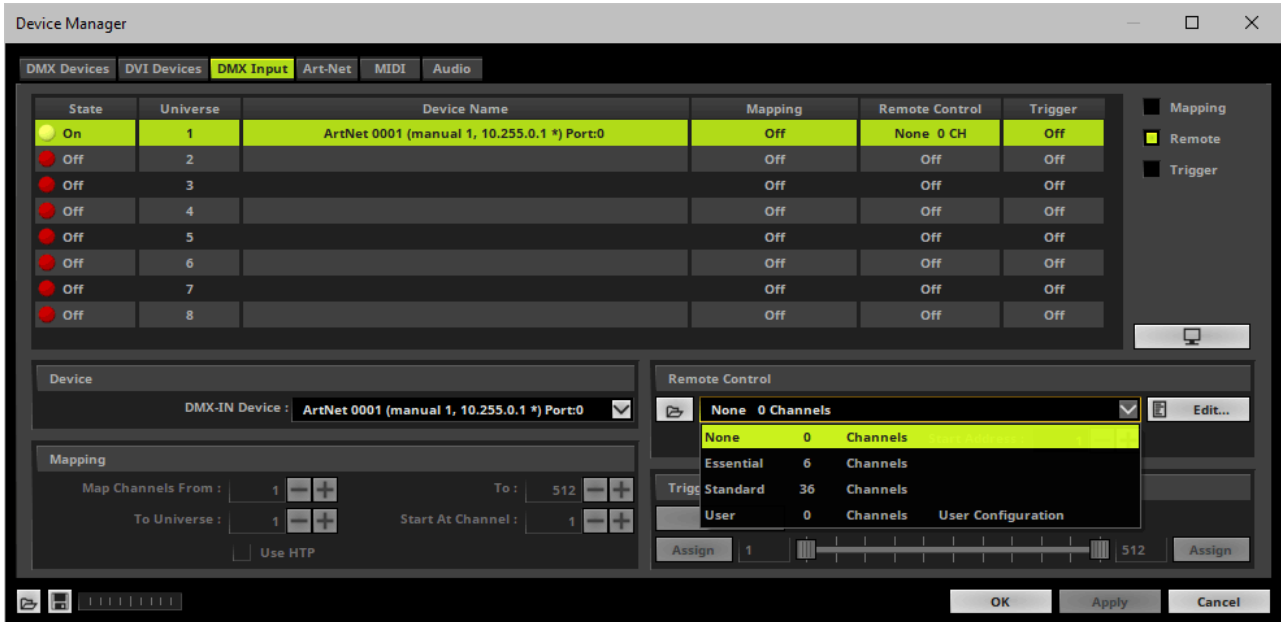 Device Manager
DMX Devices DVI Devices DMX Input Art-Net MIDI Audio
State Universe Device Name Mapping Remote Control Trigger
On 1 ArtNet 0001 (manual 1, 10.255.0.1 *) Port:0 Off None 0 CH Off
Off 2 Off Off Off
Off 3 Off Off Off
Off 4 Off Off Off
Off 5 Off Off Off
Off 6 Off Off Off
Off 7 Off Off Off
Off 8 Off Off Off
Mapping
Remote
Trigger
Device
DMX-IN Device : ArtNet 0001 (manual 1, 10.255.0.1 *) Port:0
Mapping
Map Channels From : 1 To : 512
To Universe : 1 Start At Channel : 1
Use HTP
Remote Control
None 0 Channels Edit...
None 0 Channels
Essential 6 Channels
Standard 36 Channels
User 0 Channels User Configuration
Assign 1 512 Assign
OK Apply Cancel